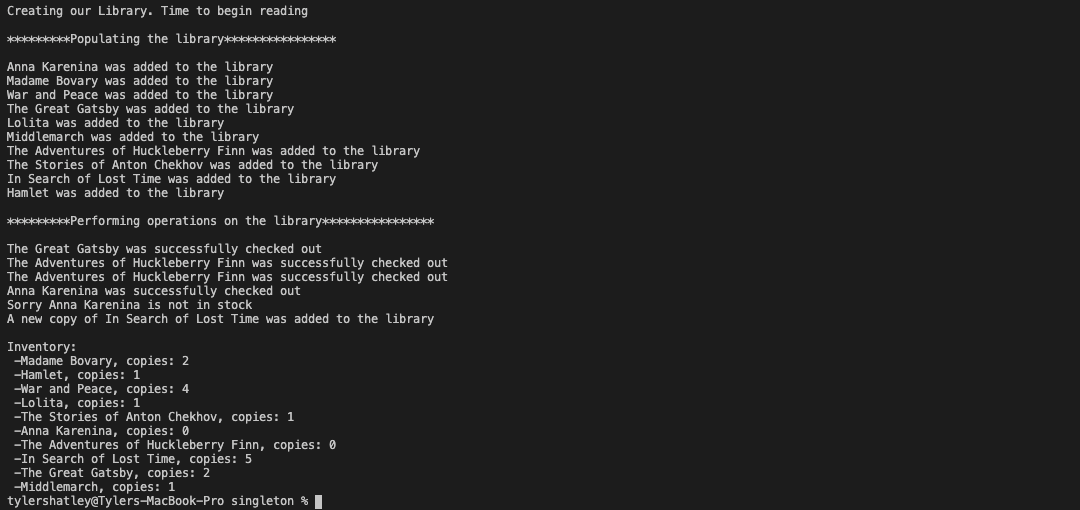 Creating our Library. Time to begin reading
*********Populating the library****************
Anna Karenina was added to the library
Madame Bovary was added to the library
War and Peace was added to the library
The Great Gatsby was added to the library
Lolita was added to the library
Middlemarch was added to the library
The Adventures of Huckleberry Finn was added to the library
The Stories of Anton Chekhov was added to the library
In Search of Lost Time was added to the library
Hamlet was added to the library
*********Performing operations on the library****************
The Great Gatsby was successfully checked out
The Adventures of Huckleberry Finn was successfully checked out
The Adventures of Huckleberry Finn was successfully checked out
Anna Karenina was successfully checked out
Sorry Anna Karenina is not in stock
A new copy of In Search of Lost Time was added to the library
Inventory:
-Madame Bovary, copies: 2
-Hamlet, copies: 1
-War and Peace, copies: 4
-Lolita, copies: 1
-The Stories of Anton Chekhov, copies: 1
-Anna Karenina, copies: 0
-The Adventures of Huckleberry Finn, copies: 0
-In Search of Lost Time, copies: 5
-The Great Gatsby, copies: 2
-Middlemarch, copies: 1
tylershatley@Tylers-MacBook-Pro singleton %